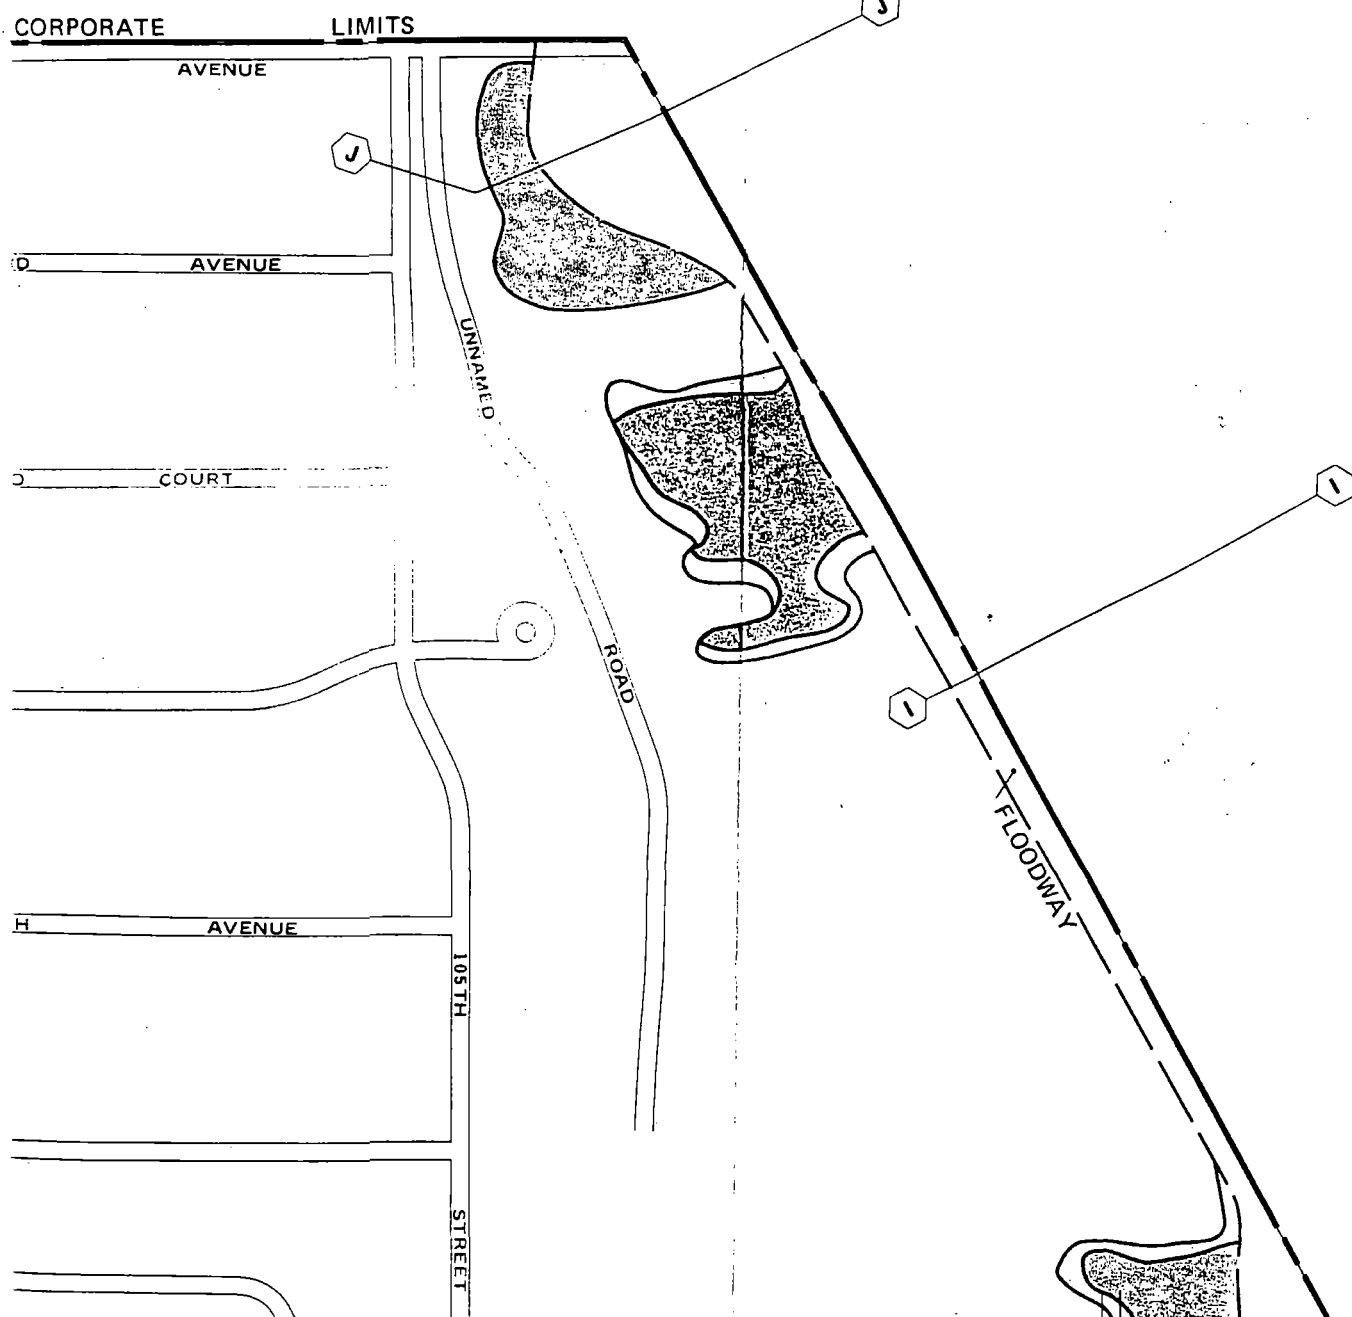 J
CORPORATE LIMITS
AVENUE
J
D AVENUE
UNNAMED
COURT
I
ROAD
I
FLOODWAY
H AVENUE
105TH
STREET